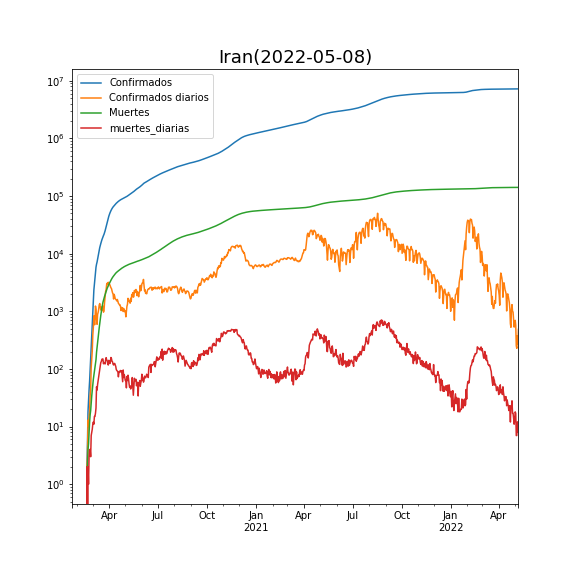 Iran(2022-05-08)
Confirmados
Confirmados diarios
Muertes
muertes_diarias
10⁷
10⁶
10⁵
10⁴
10³
10²
10¹
10⁰
Apr Jul Oct Jan Apr Jul Oct Jan Apr
2021 2022